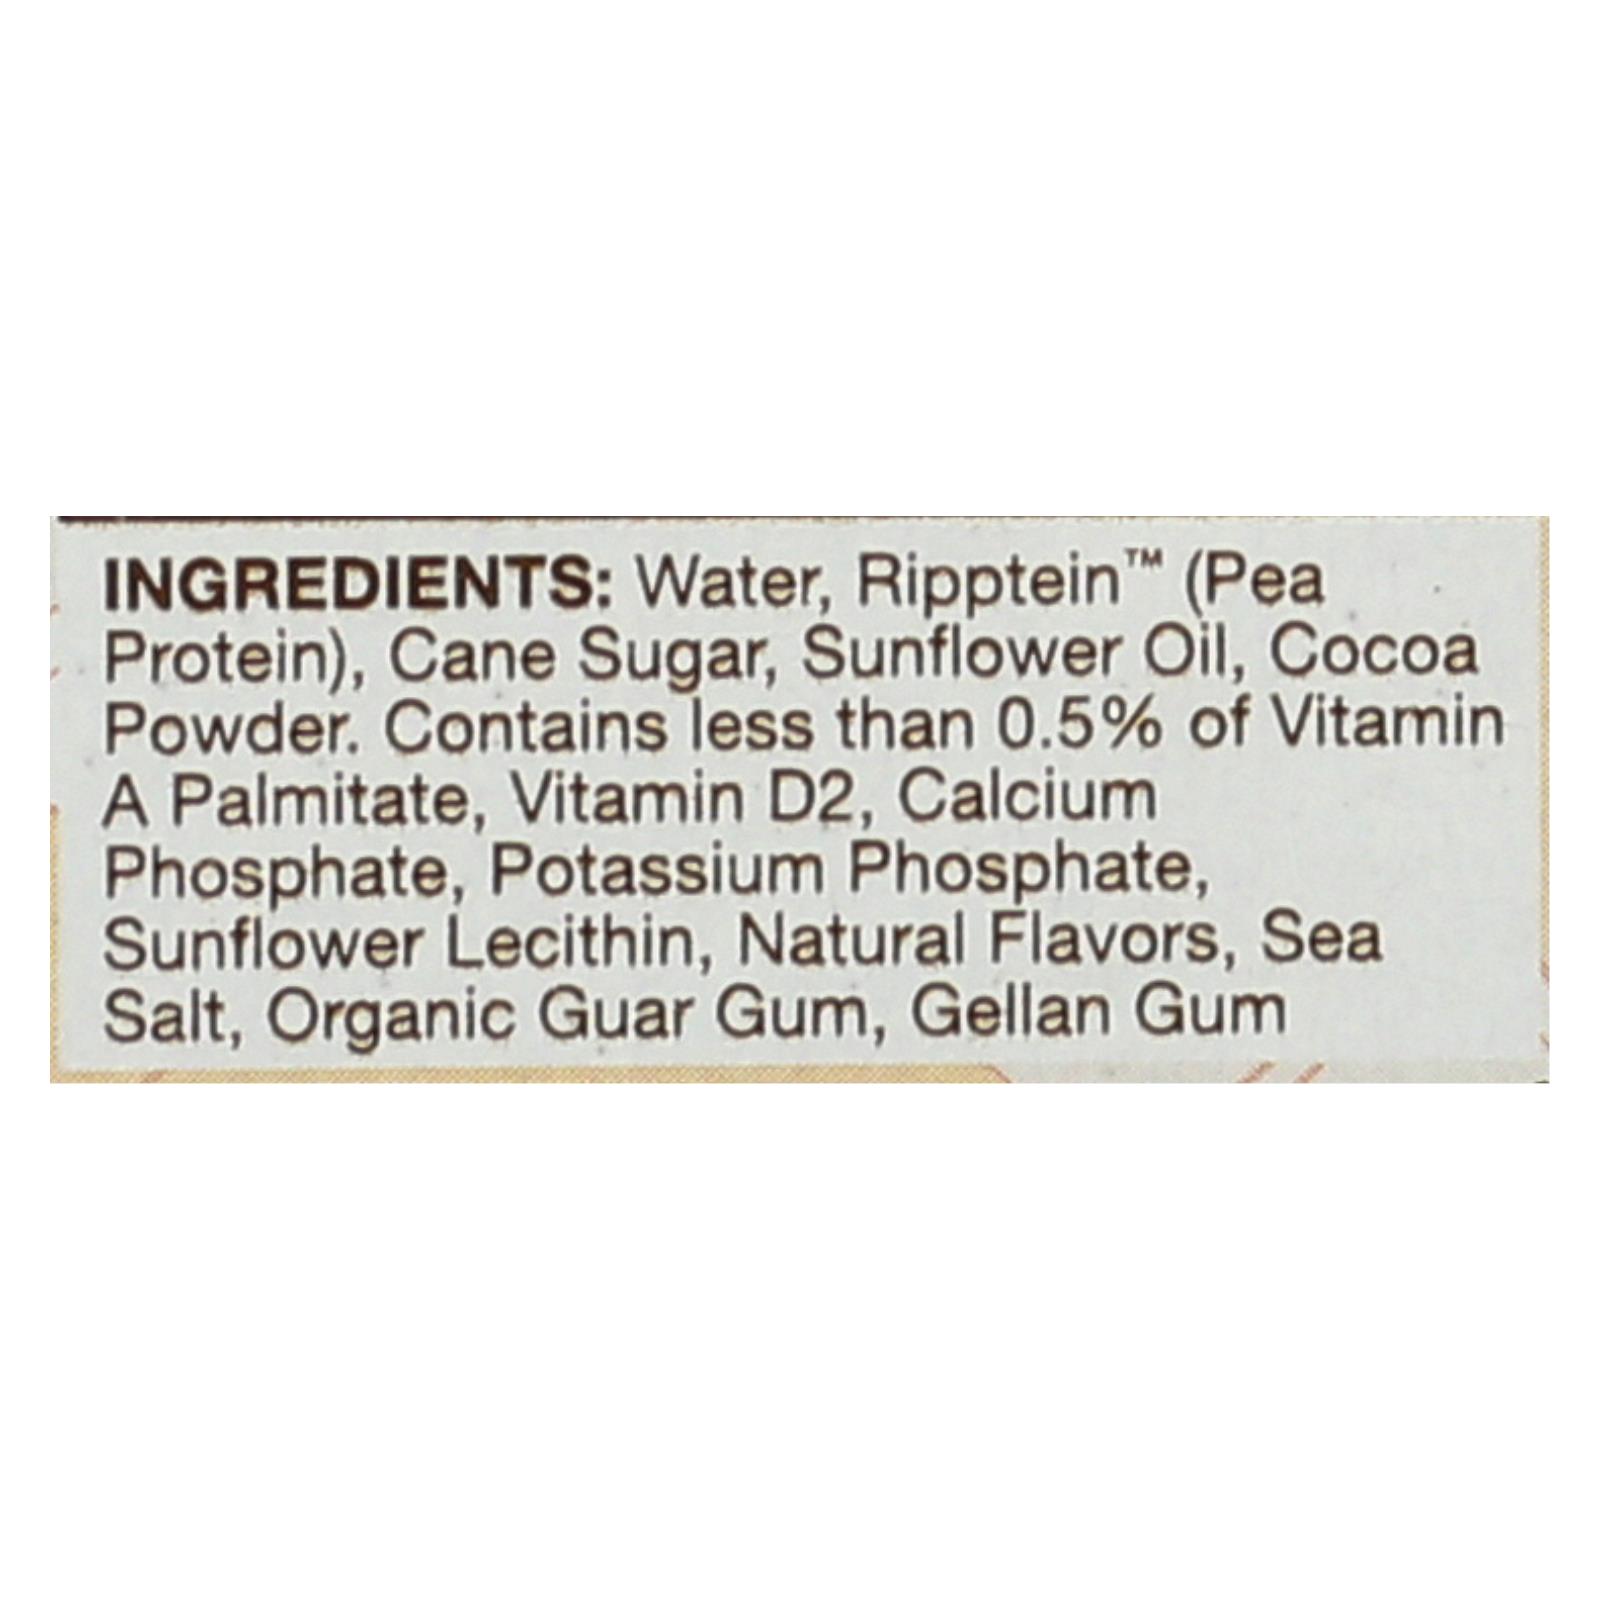 INGREDIENTS: Water, Ripptein™ (Pea
Protein), Cane Sugar, Sunflower Oil, Cocoa
Powder. Contains less than 0.5% of Vitamin
A Palmitate, Vitamin D2, Calcium
Phosphate, Potassium Phosphate,
Sunflower Lecithin, Natural Flavors, Sea
Salt, Organic Guar Gum, Gellan Gum